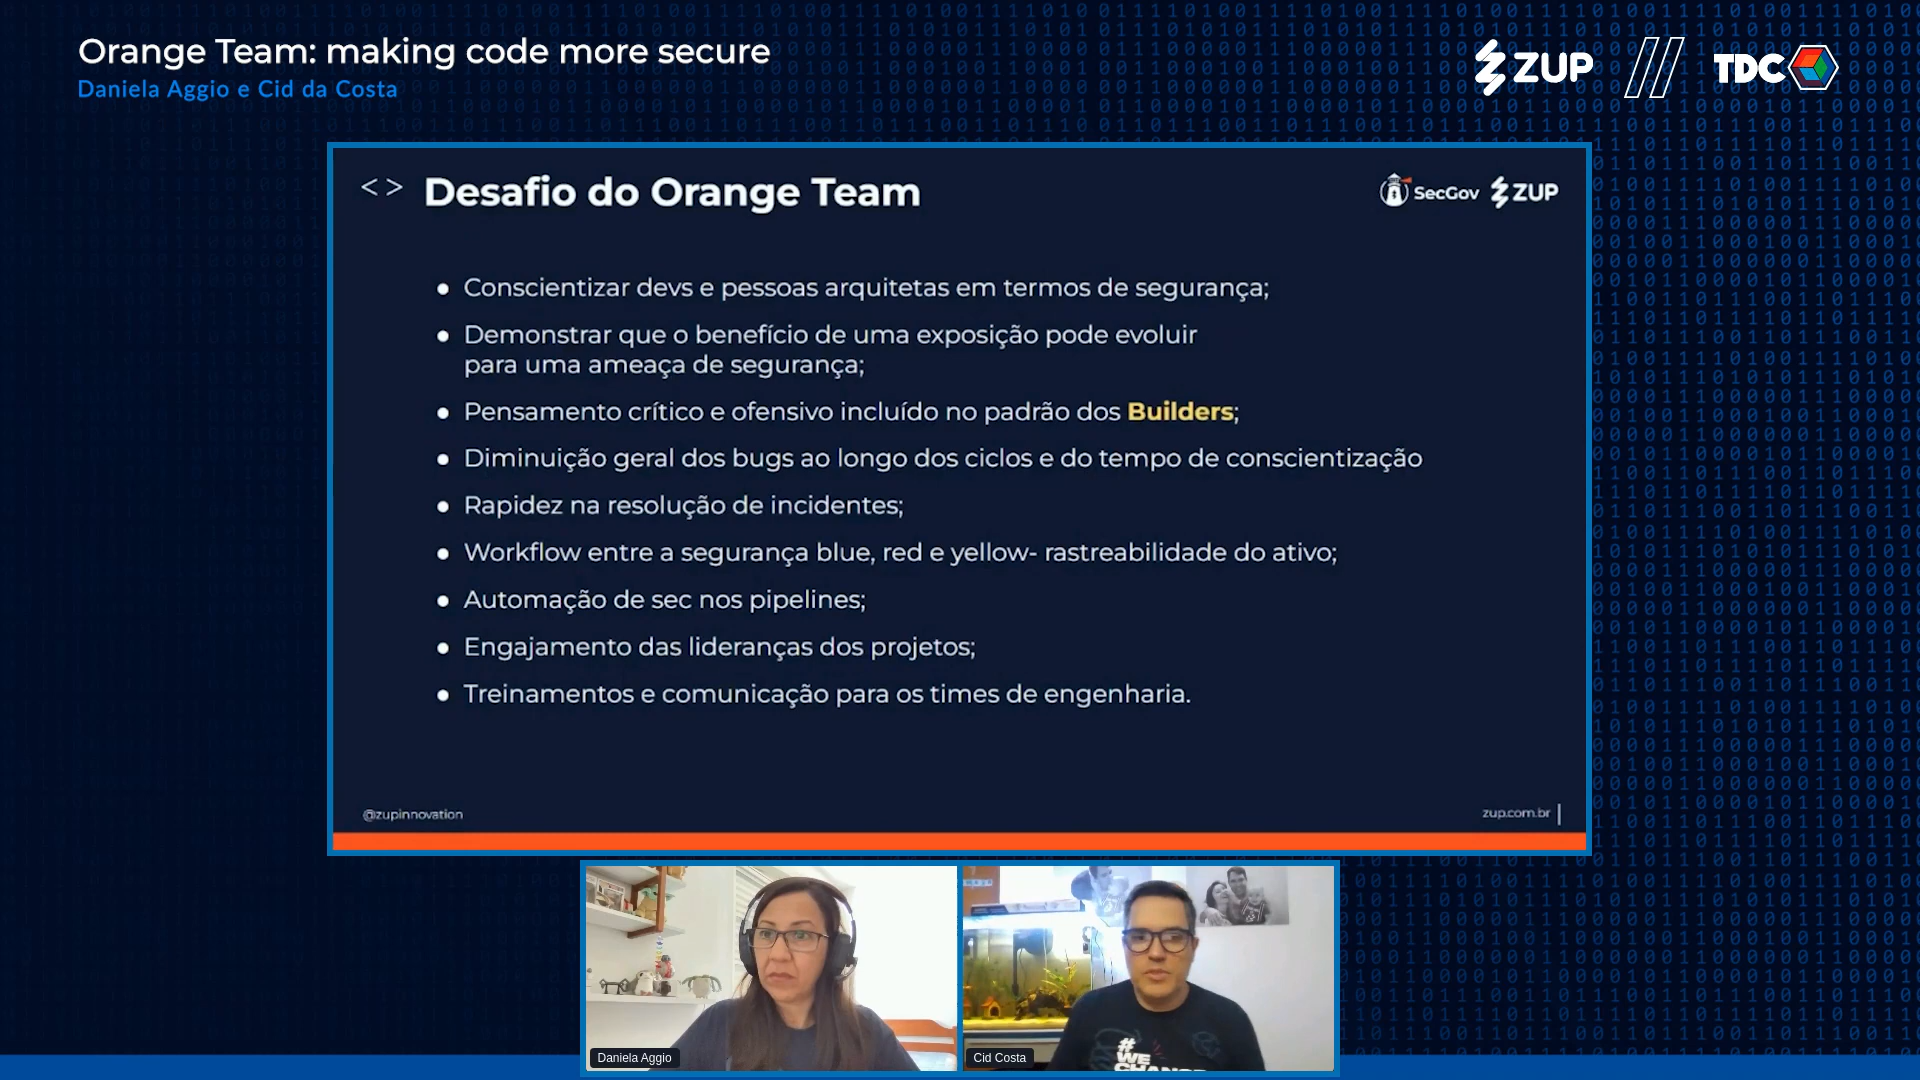 Orange Team: making code more secure
Daniela Aggio e Cid da Costa
ZUP
TDC
< > Desafio do Orange Team
SecGov ZUP
● Conscientizar devs e pessoas arquitetas em termos de segurança;
● Demonstrar que o benefício de uma exposição pode evoluir
para uma ameaça de segurança;
● Pensamento crítico e ofensivo incluído no padrão dos Builders;
● Diminuição geral dos bugs ao longo dos ciclos e do tempo de conscientização
● Rapidez na resolução de incidentes;
● Workflow entre a segurança blue, red e yellow- rastreabilidade do ativo;
● Automação de sec nos pipelines;
● Engajamento das lideranças dos projetos;
● Treinamentos e comunicação para os times de engenharia.
@zupinnovation
zup.com.br
#
WE
Daniela Aggio
Cid Costa